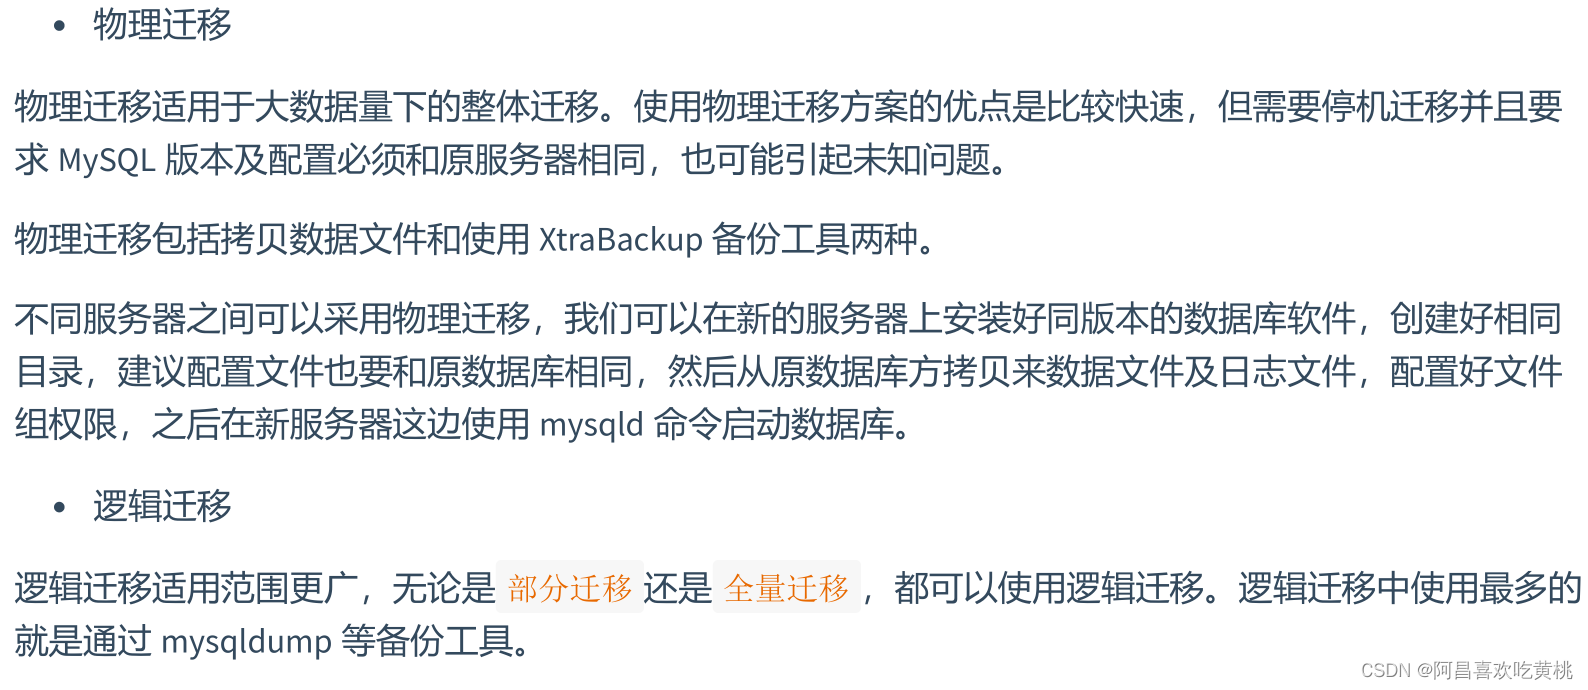 • 物理迁移
物理迁移适用于大数据量下的整体迁移。使用物理迁移方案的优点是比较快速，但需要停机迁移并且要
求 MySQL 版本及配置必须和原服务器相同，也可能引起未知问题。
物理迁移包括拷贝数据文件和使用 XtraBackup 备份工具两种。
不同服务器之间可以采用物理迁移，我们可以在新的服务器上安装好同版本的数据库软件，创建好相同
目录，建议配置文件也要和原数据库相同，然后从原数据库方拷贝来数据文件及日志文件，配置好文件
组权限，之后在新服务器这边使用 mysqld 命令启动数据库。
• 逻辑迁移
逻辑迁移适用范围更广，无论是 部分迁移 还是 全量迁移 ，都可以使用逻辑迁移。逻辑迁移中使用最多的
就是通过 mysqldump 等备份工具。
CSDN @阿昌喜欢吃黄桃